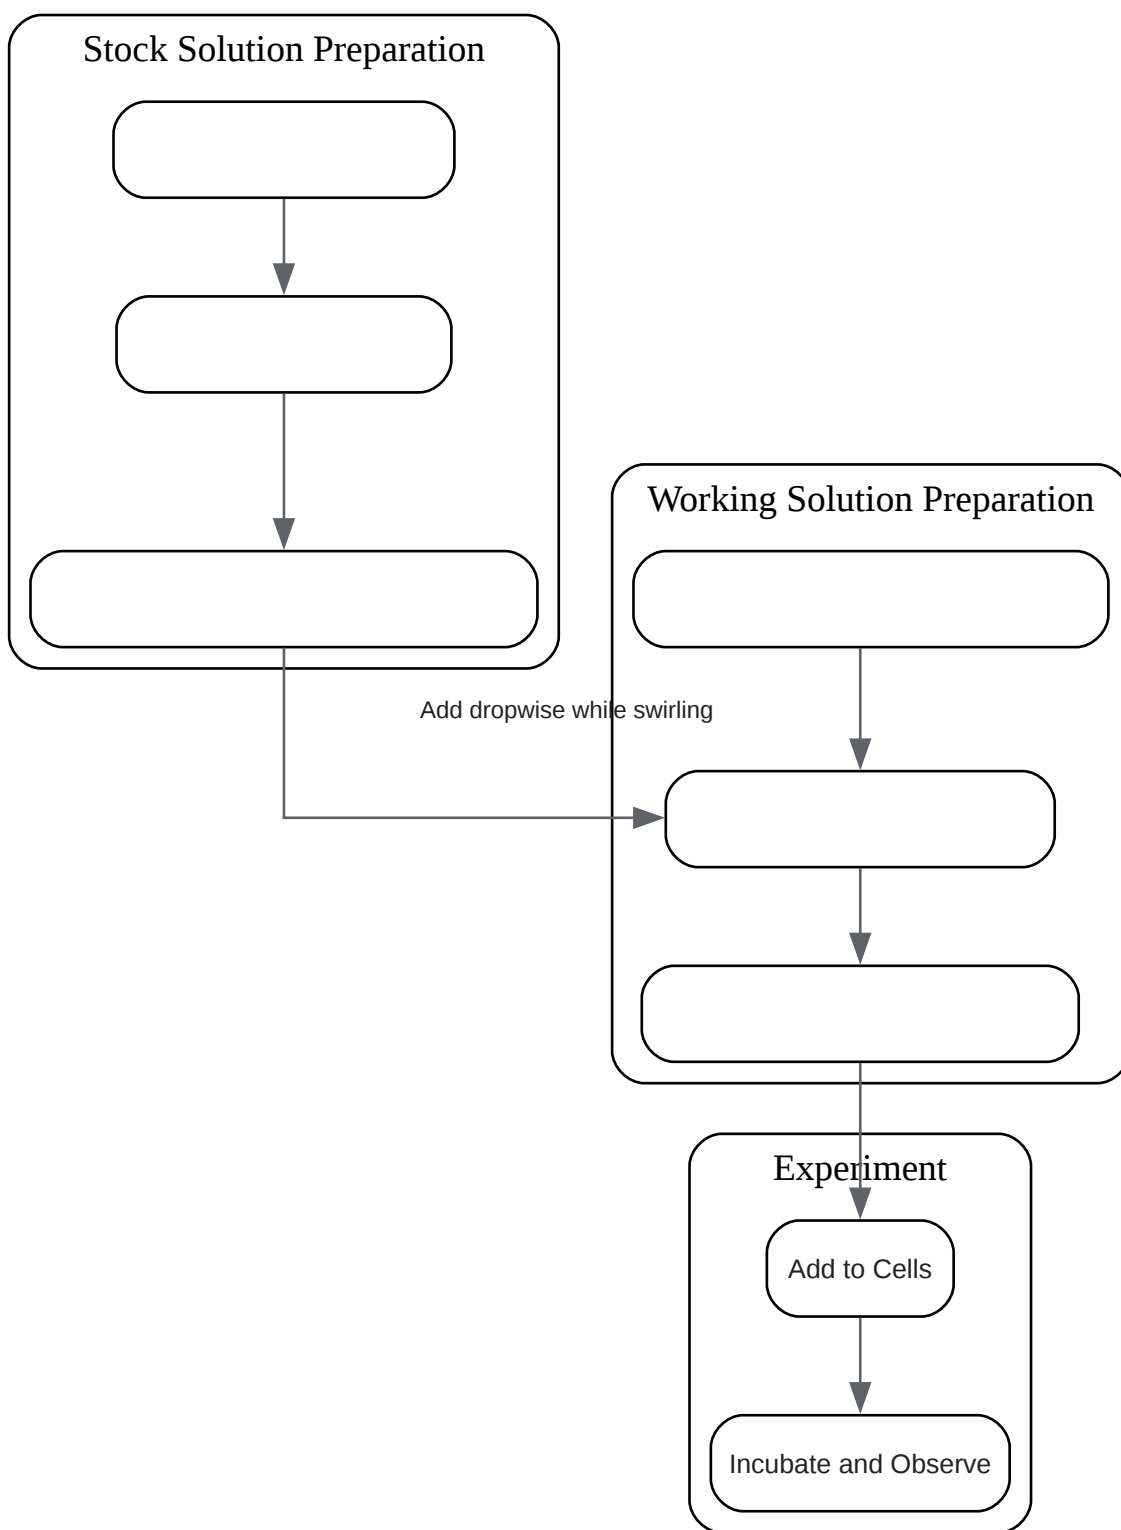 Stock Solution Preparation
Working Solution Preparation
Add dropwise while swirling
Experiment
Add to Cells
Incubate and Observe